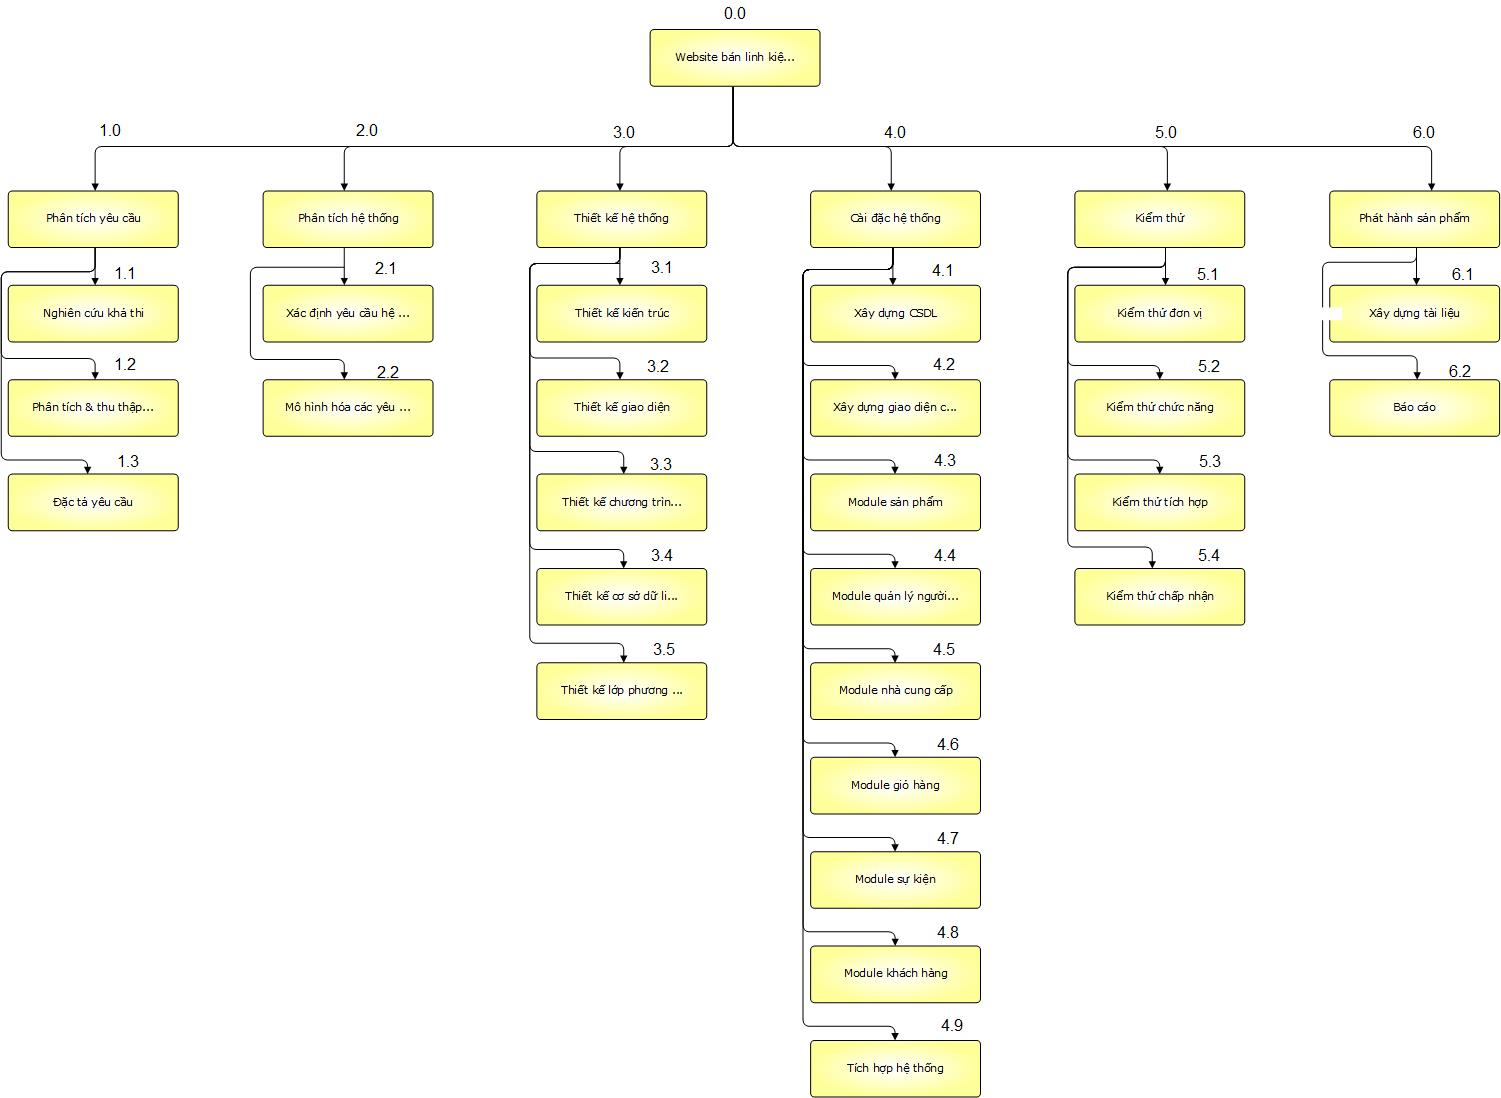 0.0
Website bán linh kiệ...
1.0
2.0
3.0
4.0
5.0
6.0
Phân tích yêu cầu
Phân tích hệ thống
Thiết kế hệ thống
Cài đặc hệ thống
Kiểm thử
Phát hành sản phẩm
1.1
Nghiên cứu khả thi
1.2
Phân tích & thu thập...
1.3
Đặc tả yêu cầu
2.1
Xác định yêu cầu hệ ...
2.2
Mô hình hóa các yêu ...
3.1
Thiết kế kiến trúc
3.2
Thiết kế giao diện
3.3
Thiết kế chương trìn...
3.4
Thiết kế cơ sở dữ li...
3.5
Thiết kế lớp phương ...
4.1
Xây dựng CSDL
4.2
Xây dựng giao diện c...
4.3
Module sản phẩm
4.4
Module quản lý người...
4.5
Module nhà cung cấp
4.6
Module giỏ hàng
4.7
Module sự kiện
4.8
Module khách hàng
4.9
Tích hợp hệ thống
5.1
Kiểm thử đơn vị
5.2
Kiểm thử chức năng
5.3
Kiểm thử tích hợp
5.4
Kiểm thử chấp nhận
6.1
Xây dựng tài liệu
6.2
Báo cáo